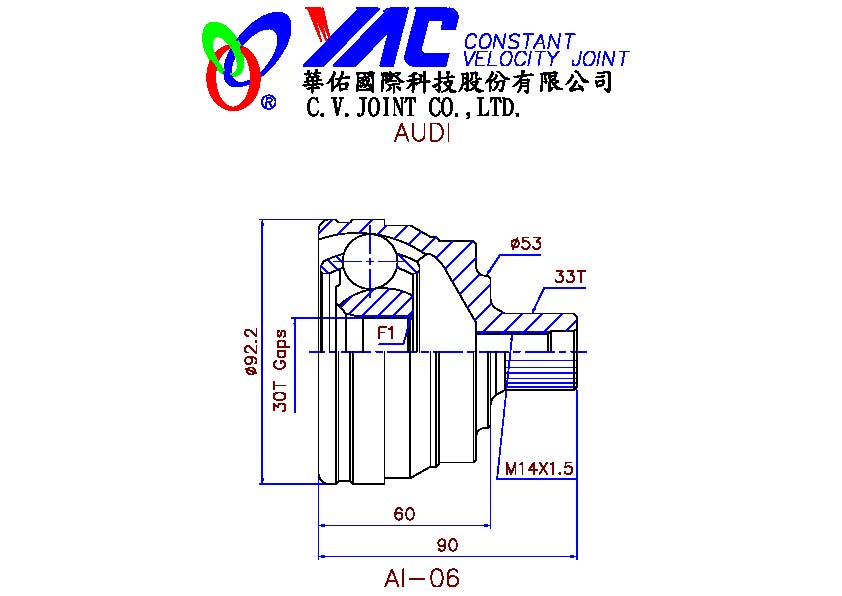 YAC CONSTANT
VELOCITY JOINT
®
華佑國際科技股份有限公司
C.V.JOINT CO.,LTD.
AUDI
ø53
33T
F1
ø92.2
30T Gaps
M14X1.5
60
90
AI-06